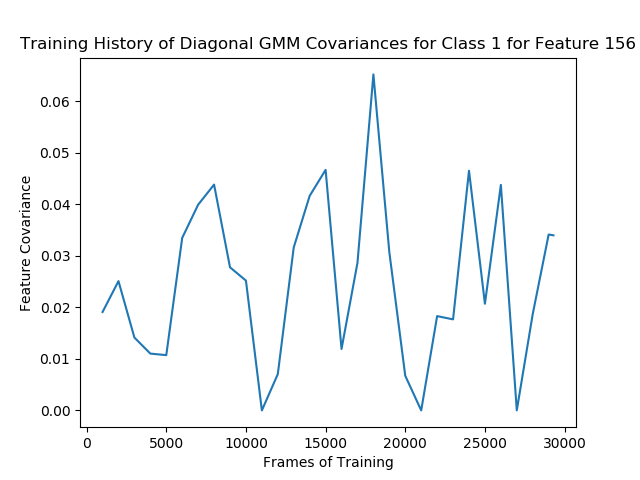 Training History of Diagonal GMM Covariances for Class 1 for Feature 156
0.06
0.05
0.04
0.03
0.02
0.01
0.00
Feature Covariance
0 5000 10000 15000 20000 25000 30000
Frames of Training